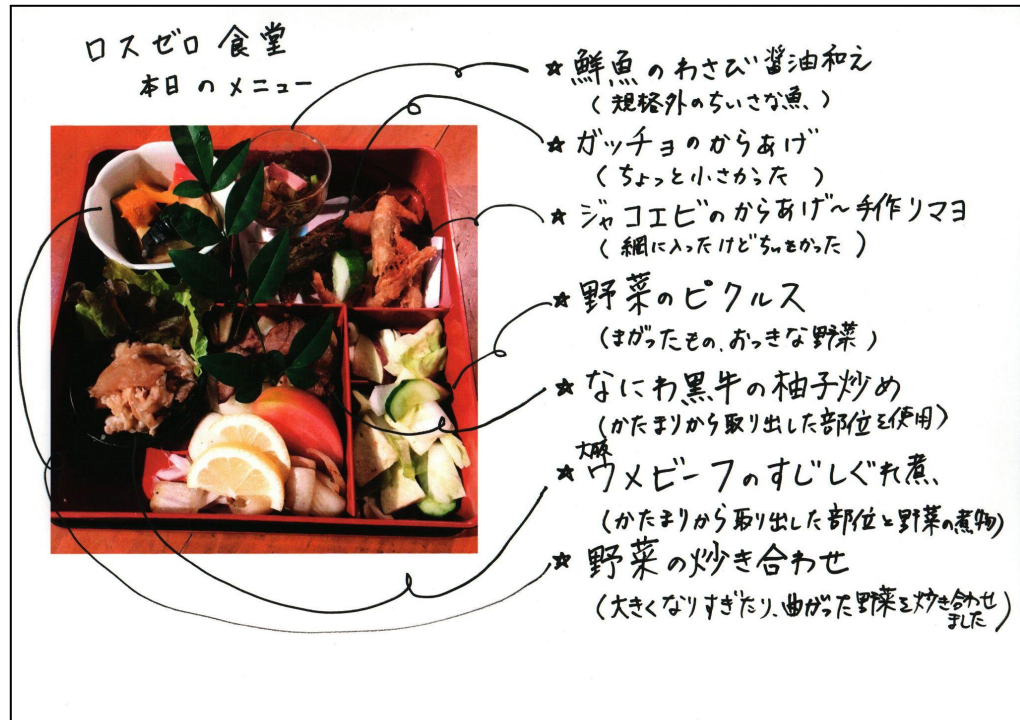 ロスゼロ食堂
本日のメニュー
☆ 鮮魚のわさび醤油和え
(規格外のちいさな魚、)
☆ ガッチョのからあげ
(ちょっと小さかった)
☆ ジャコエビのからあげ〜手作りマヨ
(網に入ったけどちいさかった)
☆ 野菜のピクルス
(まがったもの、おっきな野菜)
☆ なにわ黒牛の柚子炒め
(かたまりから取り出した部位を使用)
大阪
☆ ウメビーフのすじしぐれ煮、
(かたまりから取り出した部位と野菜の煮物)
☆ 野菜の炒き合わせ
(大きくなりすぎたり、曲がった野菜を炒き合わせ
ました)